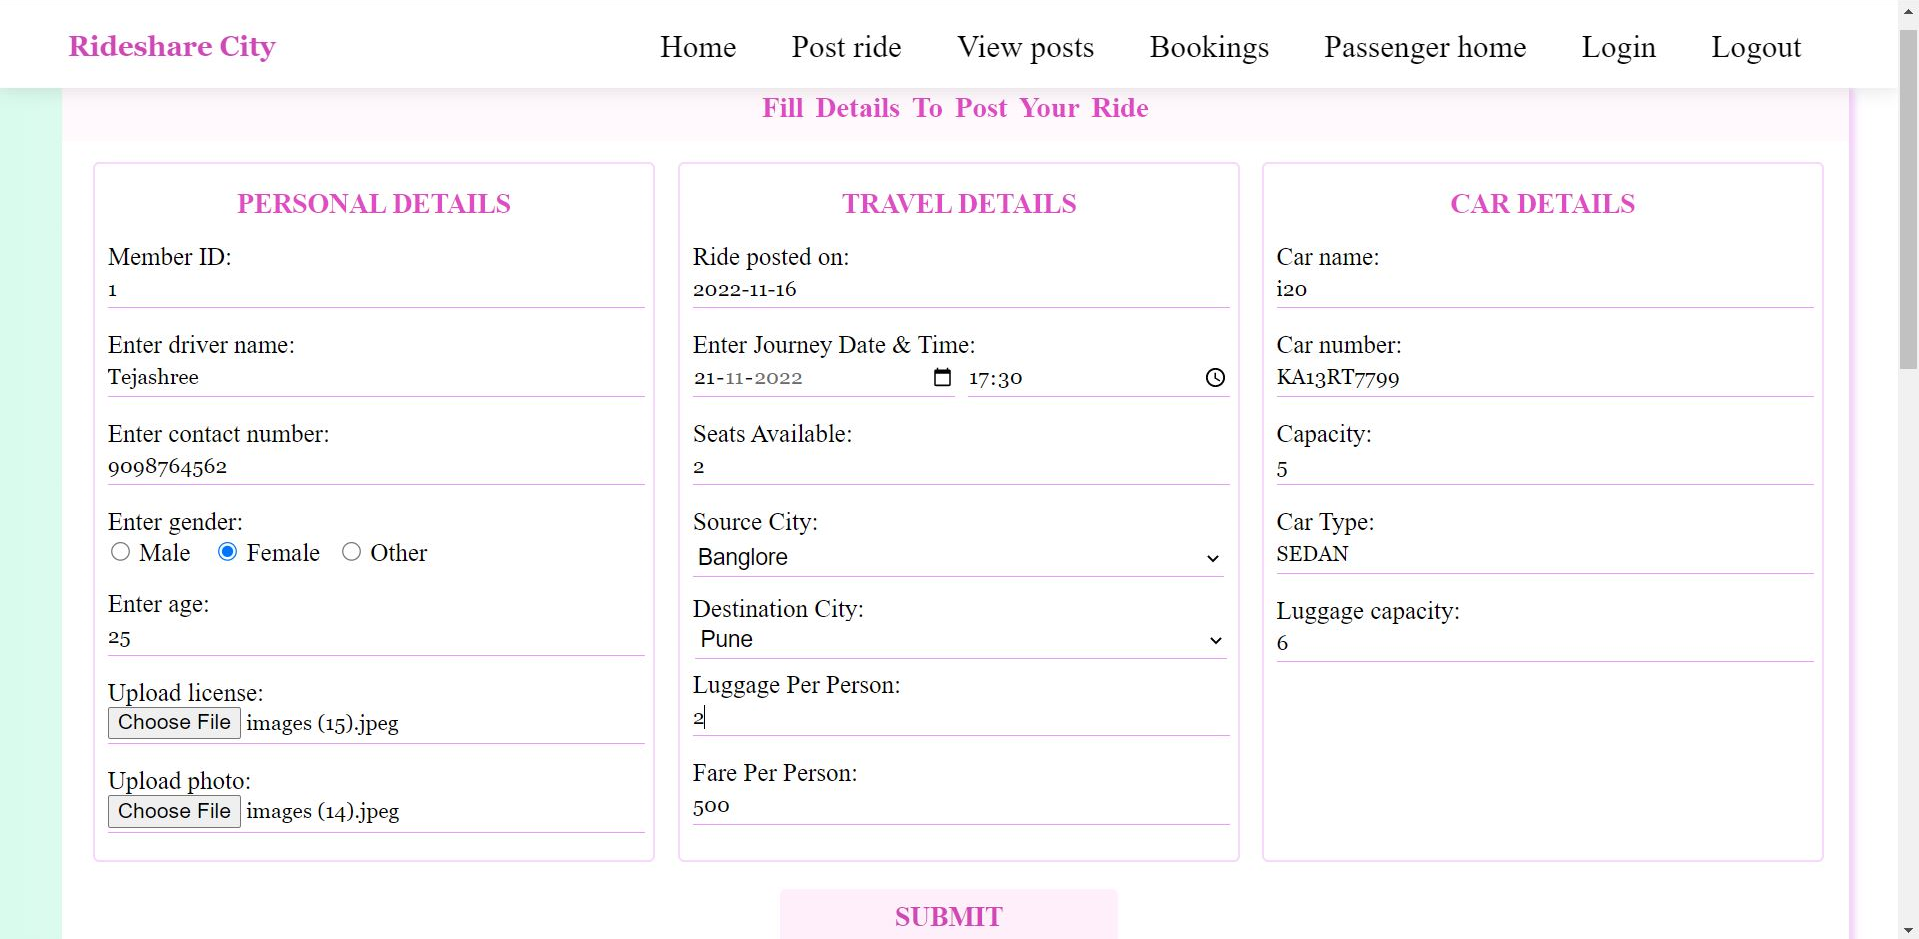 Rideshare City
Home Post ride View posts Bookings Passenger home Login Logout
Fill Details To Post Your Ride
PERSONAL DETAILS
Member ID:
1
Enter driver name:
Tejashree
Enter contact number:
9098764562
Enter gender:
Male Female Other
Enter age:
25
Upload license:
Choose File images (15).jpeg
Upload photo:
Choose File images (14).jpeg
TRAVEL DETAILS
Ride posted on:
2022-11-16
Enter Journey Date & Time:
21-11-2022 17:30
Seats Available:
2
Source City:
Banglore
Destination City:
Pune
Luggage Per Person:
2
Fare Per Person:
500
CAR DETAILS
Car name:
i20
Car number:
KA13RT7799
Capacity:
5
Car Type:
SEDAN
Luggage capacity:
6
SUBMIT